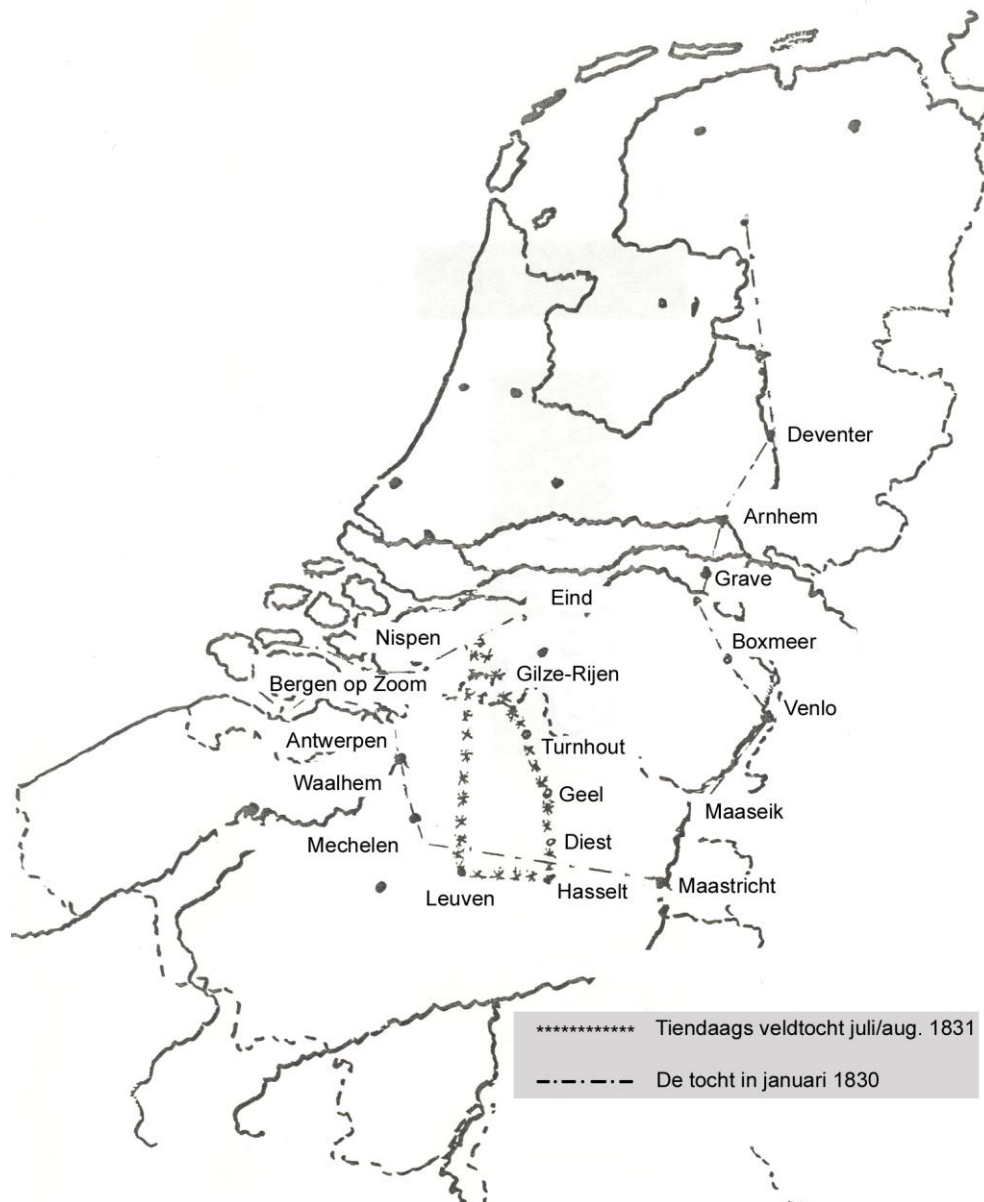 Deventer
Arnhem
Grave
Eind
Nispen
Boxmeer
Gilze-Rijen
Bergen op Zoom
Venlo
Antwerpen
Turnhout
Waalhem
Geel
Maaseik
Mechelen
Diest
Leuven
Hasselt
Maastricht
************ Tiendaags veldtocht juli/aug. 1831
De tocht in januari 1830